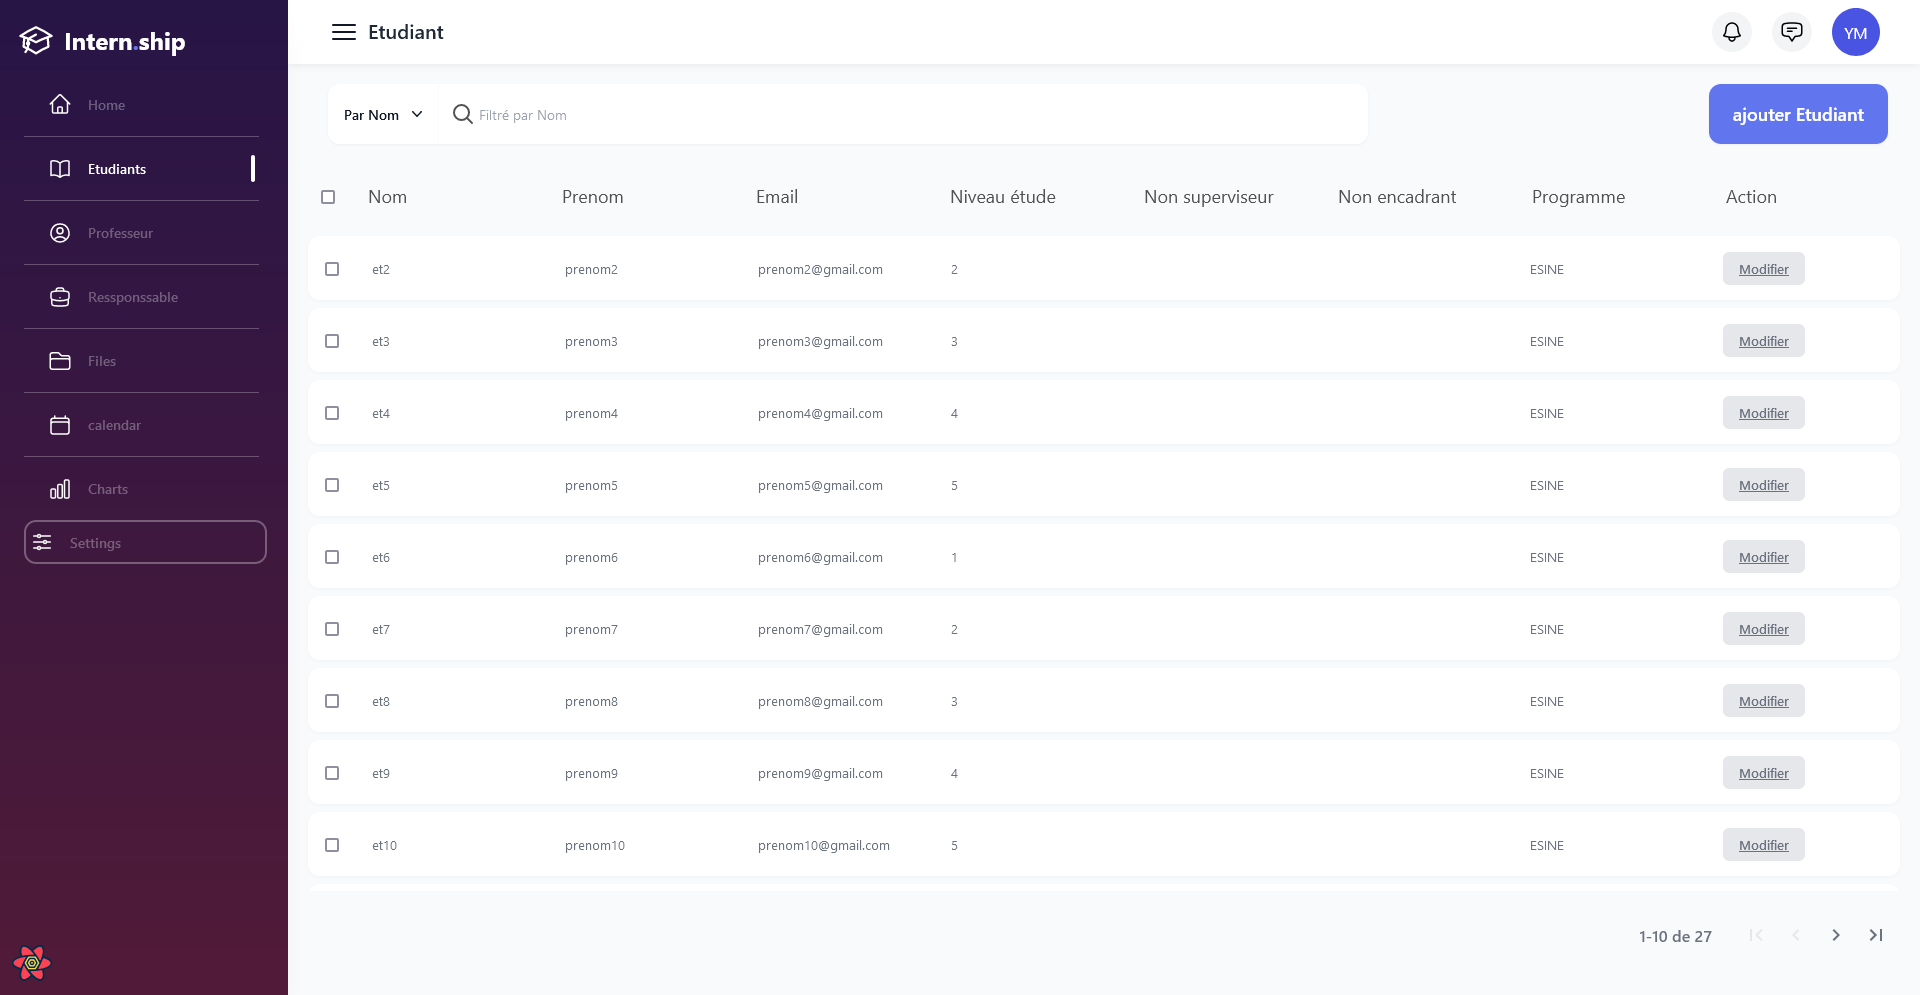 Intern.ship
Home
Etudiants
Professeur
Ressponssable
Files
calendar
Charts
Settings
Etudiant
YM
Par Nom
Filtré par Nom
ajouter Etudiant
Nom Prenom Email Niveau étude Non superviseur Non encadrant Programme Action
et2 prenom2 prenom2@gmail.com 2 ESINE Modifier
et3 prenom3 prenom3@gmail.com 3 ESINE Modifier
et4 prenom4 prenom4@gmail.com 4 ESINE Modifier
et5 prenom5 prenom5@gmail.com 5 ESINE Modifier
et6 prenom6 prenom6@gmail.com 1 ESINE Modifier
et7 prenom7 prenom7@gmail.com 2 ESINE Modifier
et8 prenom8 prenom8@gmail.com 3 ESINE Modifier
et9 prenom9 prenom9@gmail.com 4 ESINE Modifier
et10 prenom10 prenom10@gmail.com 5 ESINE Modifier
1-10 de 27